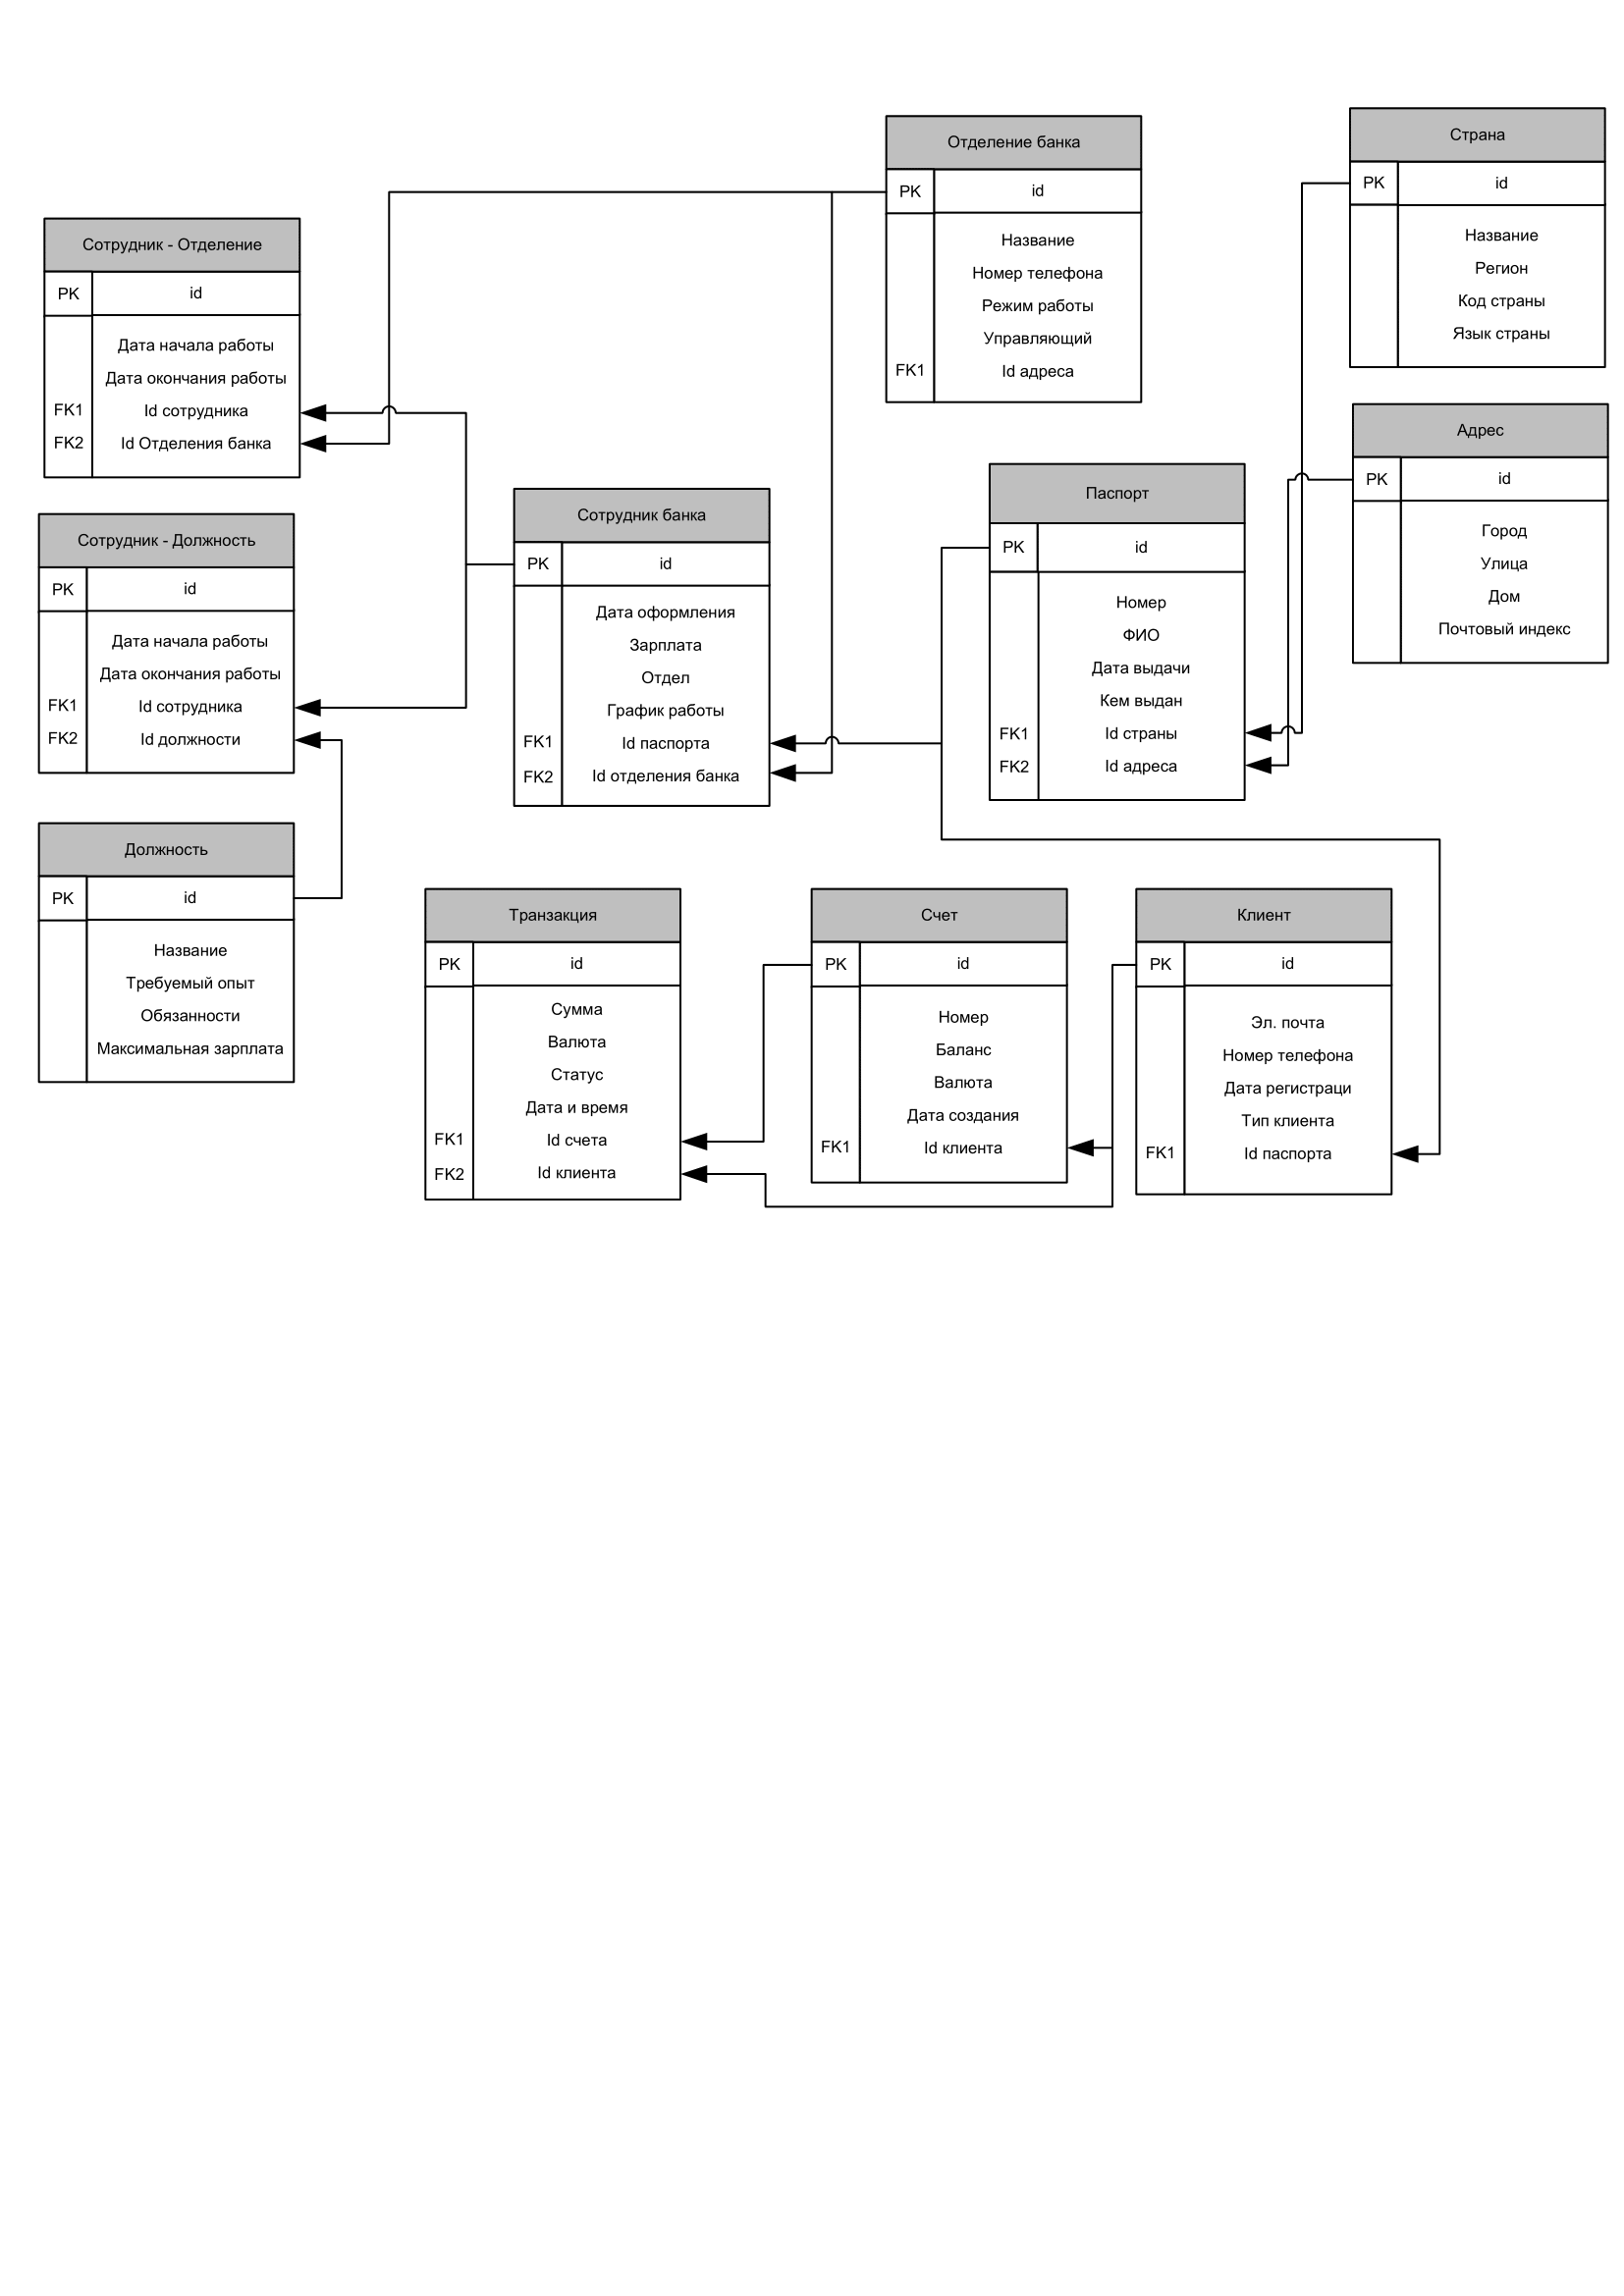 Отделение банка
PK id
Название
Номер телефона
Режим работы
Управляющий
FK1 Id адреса
Страна
PK id
Название
Регион
Код страны
Язык страны
Сотрудник - Отделение
PK id
Дата начала работы
Дата окончания работы
FK1 Id сотрудника
FK2 Id Отделения банка
Адрес
PK id
Город
Улица
Дом
Почтовый индекс
Сотрудник банка
PK id
Дата оформления
Зарплата
Отдел
График работы
FK1 Id паспорта
FK2 Id отделения банка
Паспорт
PK id
Номер
ФИО
Дата выдачи
Кем выдан
FK1 Id страны
FK2 Id адреса
Сотрудник - Должность
PK id
Дата начала работы
Дата окончания работы
FK1 Id сотрудника
FK2 Id должности
Должность
PK id
Название
Требуемый опыт
Обязанности
Максимальная зарплата
Транзакция
PK id
Сумма
Валюта
Статус
Дата и время
FK1 Id счета
FK2 Id клиента
Счет
PK id
Номер
Баланс
Валюта
Дата создания
FK1 Id клиента
Клиент
PK id
Эл. почта
Номер телефона
Дата регистраци
Тип клиента
FK1 Id паспорта